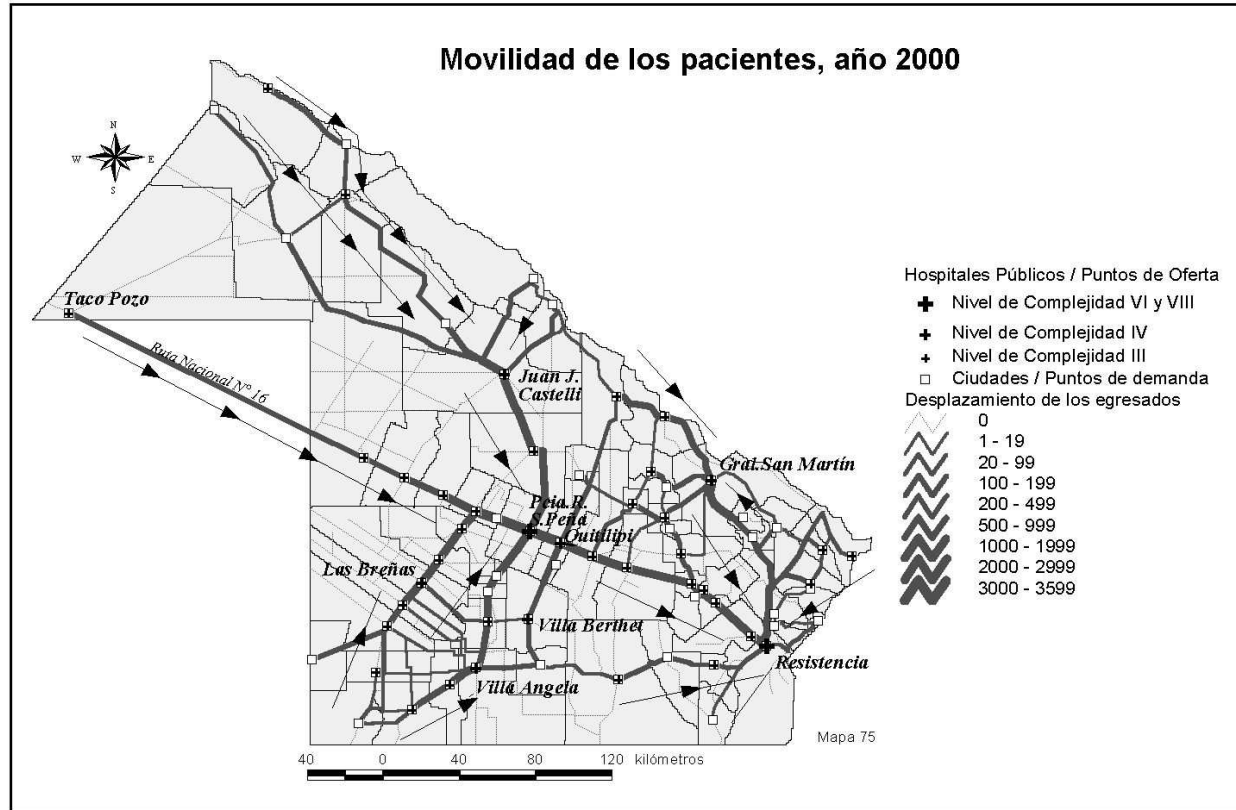 Movilidad de los pacientes, año 2000
N
W E
S
Taco Pozo
Ruta Nacional Nº 16
Juan J.
Castelli
Gral.San Martín
Pcia.R.
S.Peña
Quitilipi
Las Breñas
Villa Berthet
Villa Angela
Resistencia
Hospitales Públicos / Puntos de Oferta
Nivel de Complejidad VI y VIII
Nivel de Complejidad IV
Nivel de Complejidad III
Ciudades / Puntos de demanda
Desplazamiento de los egresados
0
1 - 19
20 - 99
100 - 199
200 - 499
500 - 999
1000 - 1999
2000 - 2999
3000 - 3599
Mapa 75
40 0 40 80 120 kilómetros